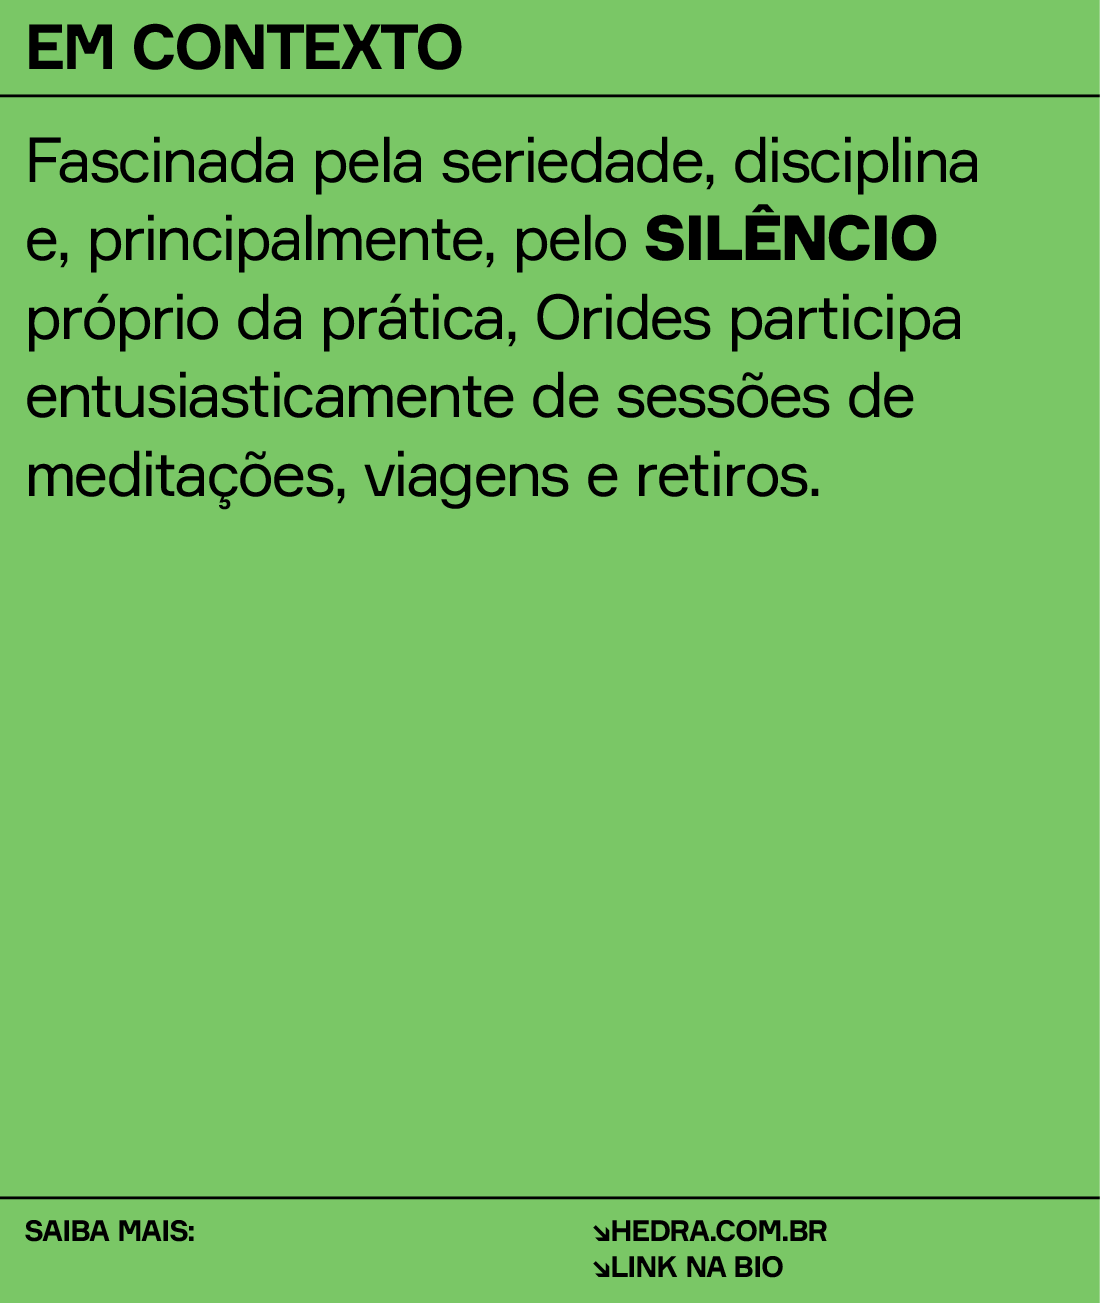 EM CONTEXTO
Fascinada pela seriedade, disciplina
e, principalmente, pelo SILÊNCIO
próprio da prática, Orides participa
entusiasticamente de sessões de
meditações, viagens e retiros.
SAIBA MAIS:
↘HEDRA.COM.BR
↘LINK NA BIO